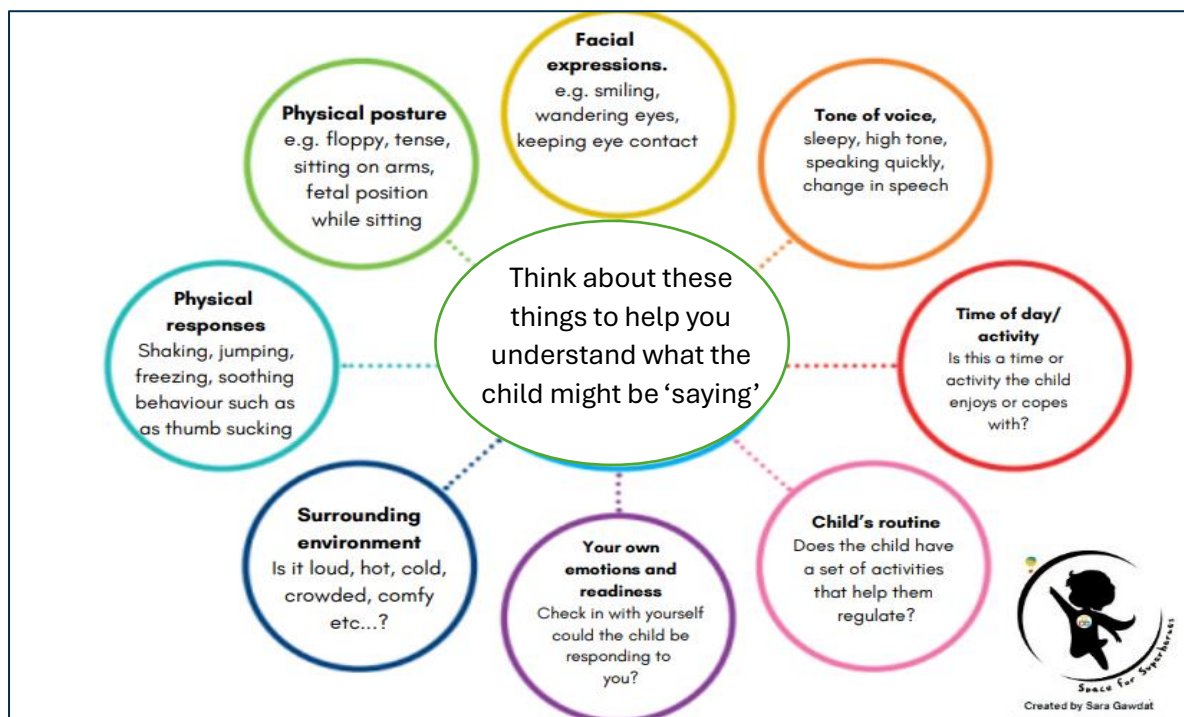 Facial
expressions.
e.g. smiling,
wandering eyes,
keeping eye contact
Physical posture
e.g. floppy, tense,
sitting on arms,
fetal position
while sitting
Tone of voice,
sleepy, high tone,
speaking quickly,
change in speech
Think about these
things to help you
understand what the
child might be ‘saying’
Physical
responses
Shaking, jumping,
freezing, soothing
behaviour such as
as thumb sucking
Time of day/
activity
Is this a time or
activity the child
enjoys or copes
with?
Surrounding
environment
Is it loud, hot, cold,
crowded, comfy
etc...?
Your own
emotions and
readiness
Check in with yourself
could the child be
responding to
you?
Child’s routine
Does the child have
a set of activities
that help them
regulate?
Space for Superheroes
Created by Sara Gawdat